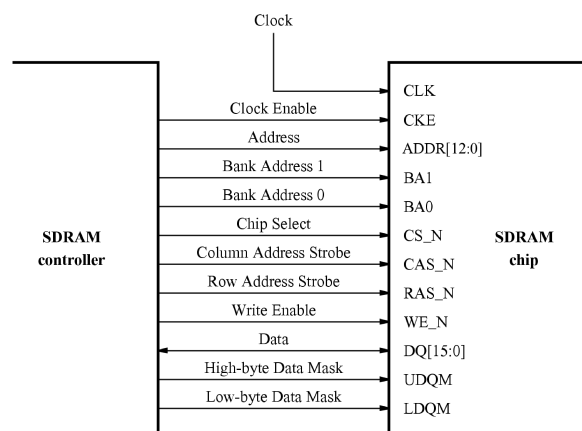 Clock
CLK
Clock Enable
CKE
Address
ADDR[12:0]
Bank Address 1
BA1
Bank Address 0
BA0
Chip Select
CS_N
SDRAM
controller
SDRAM
chip
Column Address Strobe
CAS_N
Row Address Strobe
RAS_N
Write Enable
WE_N
Data
DQ[15:0]
High-byte Data Mask
UDQM
Low-byte Data Mask
LDQM